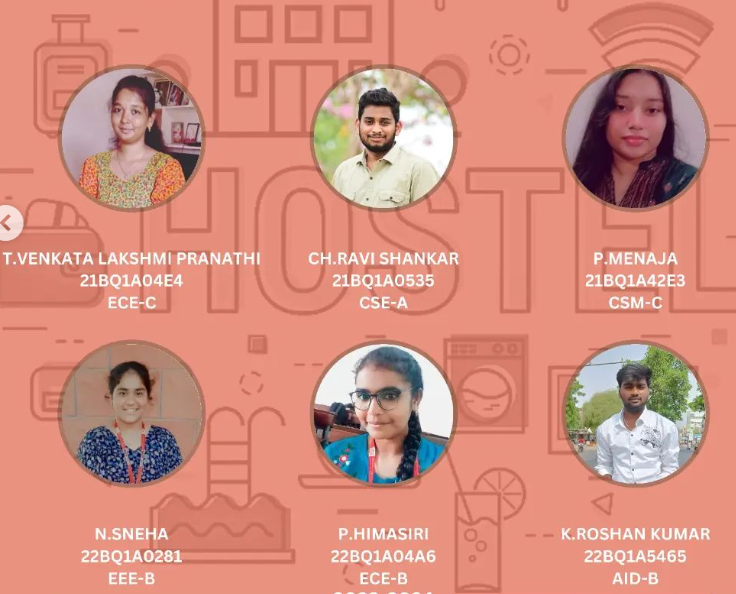 HOSTEL
T.VENKATA LAKSHMI PRANATHI
21BQ1A04E4
ECE-C
CH.RAVI SHANKAR
21BQ1A0535
CSE-A
P.MENAJA
21BQ1A42E3
CSM-C
N.SNEHA
22BQ1A0281
EEE-B
P.HIMASIRI
22BQ1A04A6
ECE-B
K.ROSHAN KUMAR
22BQ1A5465
AID-B